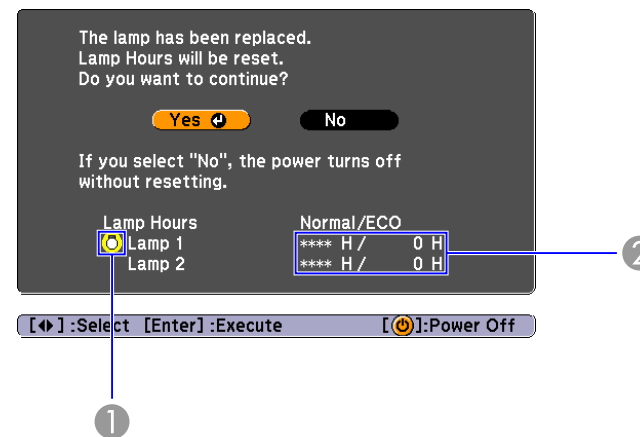 The lamp has been replaced.
Lamp Hours will be reset.
Do you want to continue?
Yes No
If you select "No", the power turns off
without resetting.
Lamp Hours Normal/ECO
Lamp 1 **** H / 0 H
Lamp 2 **** H / 0 H
2
[◀▶] :Select [Enter] :Execute [⏻]:Power Off
1